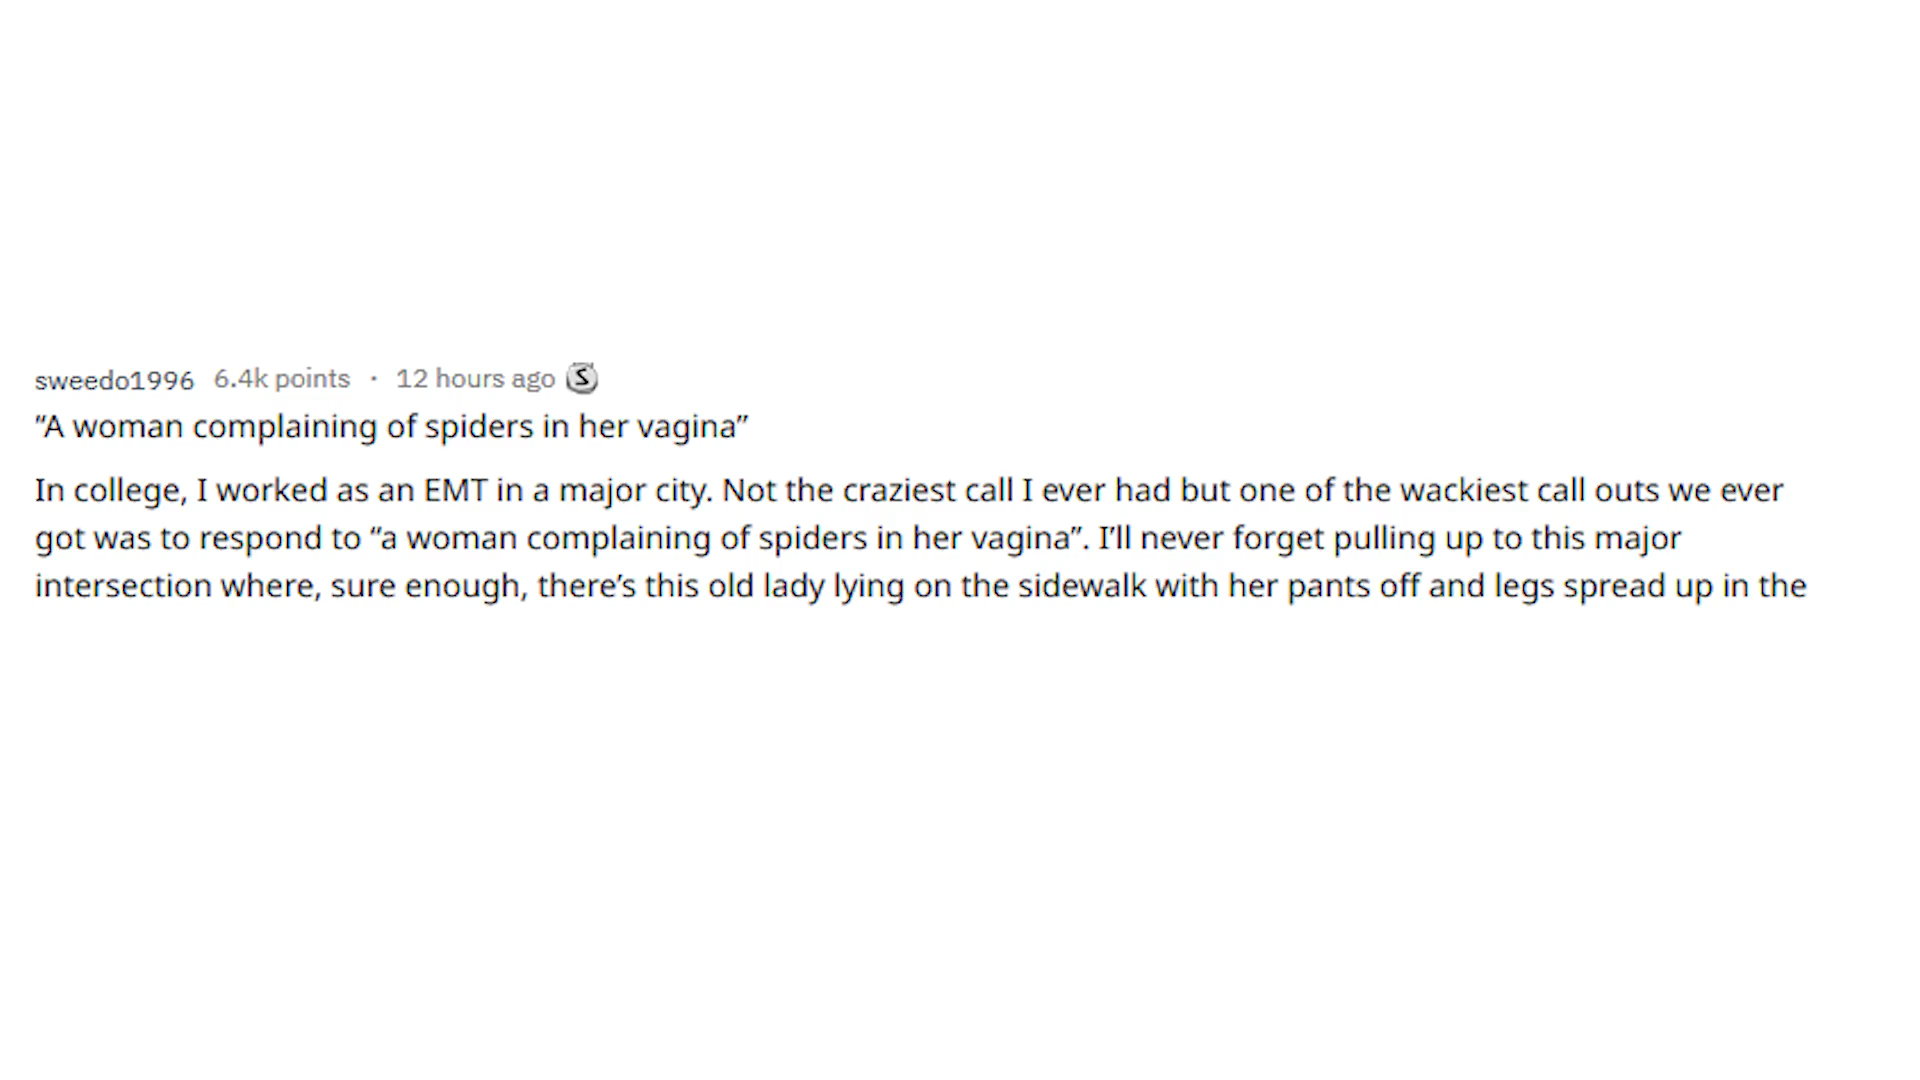 sweedo1996 6.4k points · 12 hours ago S
“A woman complaining of spiders in her vagina”
In college, I worked as an EMT in a major city. Not the craziest call I ever had but one of the wackiest call outs we ever
got was to respond to “a woman complaining of spiders in her vagina”. I’ll never forget pulling up to this major
intersection where, sure enough, there’s this old lady lying on the sidewalk with her pants off and legs spread up in the